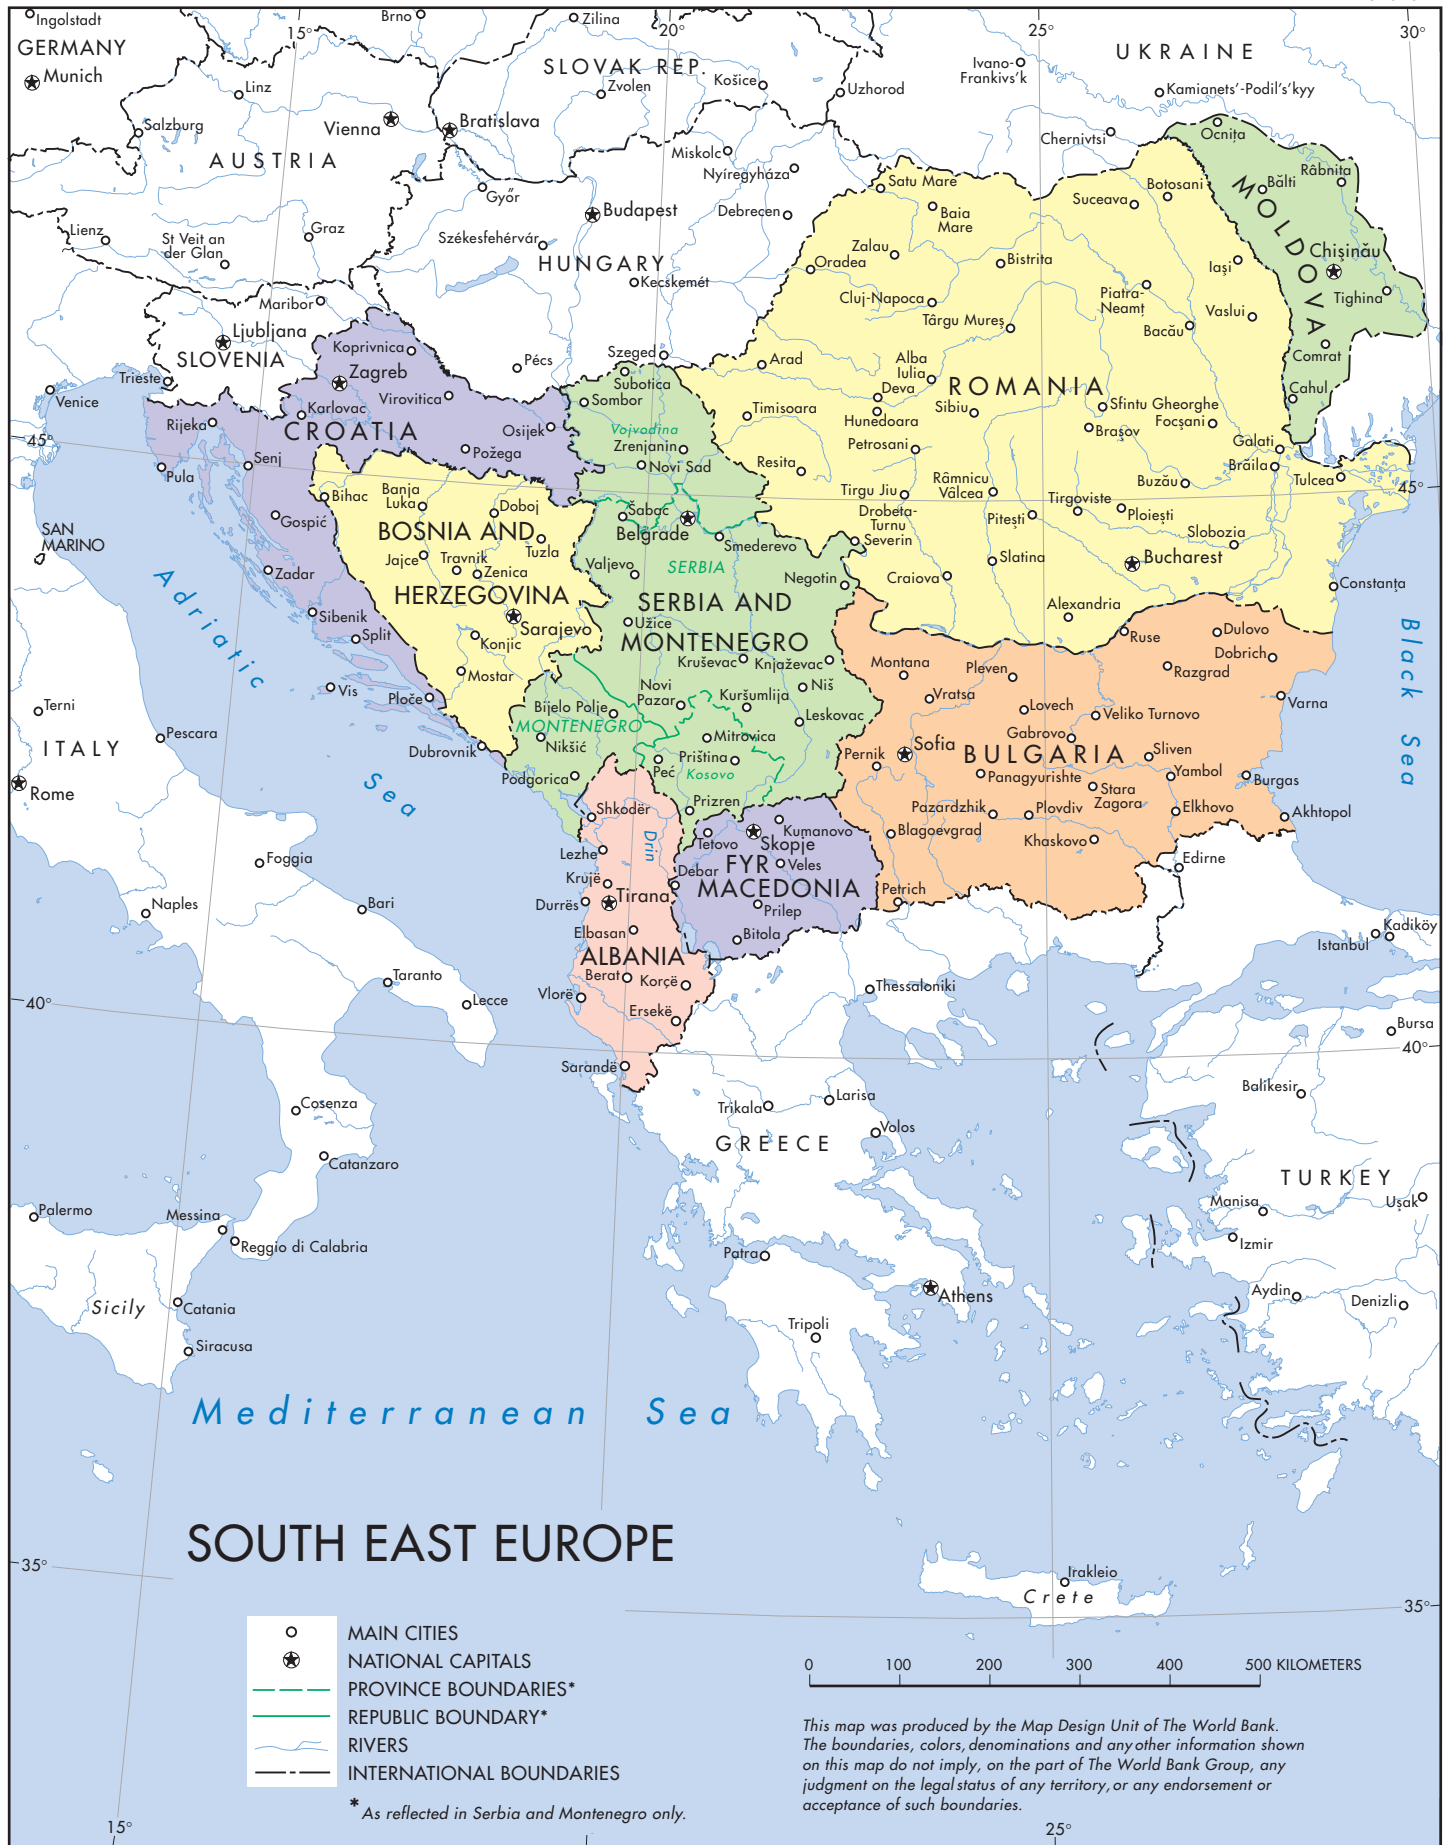 15°
20°
25°
30°
Ingolstadt
GERMANY
Munich
Brno
Zilina
SLOVAK REP.
Zvolen
Košice
Uzhorod
UKRAINE
Ivano-
Frankivs'k
Kamianets'-Podil's'kyy
Chernivtsi
Linz
Salzburg
Vienna
Bratislava
AUSTRIA
Miskolc
Nyíregyháza
Győr
Budapest
Debrecen
Lienz
St Veit an
der Glan
Graz
Székesfehérvár
HUNGARY
Kecskemét
Maribor
Ljubljana
SLOVENIA
Pécs
Szeged
Trieste
Venice
Ocnița
Râbnita
Bălti
MOLDOVA
Chişinău
Tighina
Comrat
Cahul
Satu Mare
Baia
Mare
Botosani
Suceava
Zalau
Oradea
Bistrita
Iaşi
Cluj-Napoca
Piatra-
Neamţ
Vaslui
Târgu Mureş
Bacău
Arad
Alba
Iulia
Deva
ROMANIA
Timisoara
Hunedoara
Sibiu
Sfintu Gheorghe
Focşani
Braşov
Petrosani
Galati
Brăila
Resita
Râmnicu
Vâlcea
Buzău
Tulcea
Tirgu Jiu
Tirgoviste
Drobeta-
Turnu
Severin
Piteşti
Ploieşti
Slobozia
Slatina
Bucharest
Craiova
Constanţa
Alexandria
Koprivnica
Zagreb
Virovitica
Karlovac
Rijeka
CROATIA
Osijek
Požega
Pula
Senj
Gospić
Zadar
Sibenik
Split
Vis
Ploče
Dubrovnik
Bihac
Banja
Luka
Doboj
BOSNIA AND
HERZEGOVINA
Jajce
Travnik
Tuzla
Zenica
Sarajevo
Konjic
Mostar
Subotica
Sombor
Vojvodina
Zrenjanin
Novi Sad
Šabac
Belgrade
Smederevo
Valjevo
SERBIA
Negotin
SERBIA AND
MONTENEGRO
Užice
Kruševac
Knjaževac
Novi
Pazar
Kuršumlija
Niš
Bijelo Polje
Leskovac
MONTENEGRO
Nikšić
Mitrovica
Priština
Peć
Kosovo
Podgorica
Prizren
Montana
Pleven
Ruse
Dulovo
Dobrich
Razgrad
Vratsa
Lovech
Veliko Turnovo
Varna
Gabrovo
Pernik
Sofia
BULGARIA
Sliven
Yambol
Burgas
Panagyurishte
Stara
Zagora
Pazardzhik
Plovdiv
Elkhovo
Akhtopol
Blagoevgrad
Khaskovo
Petrich
Shkodër
Drin
Lezhe
Krujë
Durrës
Tirana
Elbasan
ALBANIA
Berat
Korçë
Vlorë
Ersekë
Sarandë
Kumanovo
Tetovo
Skopje
FYR
MACEDONIA
Debar
Veles
Prilep
Bitola
SAN
MARINO
Terni
ITALY
Pescara
Rome
Foggia
Naples
Bari
Taranto
Lecce
Cosenza
Catanzaro
Palermo
Messina
Reggio di Calabria
Sicily
Catania
Siracusa
Adriatic Sea
Black Sea
Edirne
Kadiköy
Istanbul
Bursa
Balikesir
Thessaloniki
Larisa
Trikala
Volos
GREECE
Patra
Athens
Tripoli
TURKEY
Manisa
Uşak
Izmir
Aydin
Denizli
Irakleio
Crete
45°
45°
40°
40°
35°
35°
15°
25°
Mediterranean Sea
SOUTH EAST EUROPE
MAIN CITIES
NATIONAL CAPITALS
PROVINCE BOUNDARIES*
REPUBLIC BOUNDARY*
RIVERS
INTERNATIONAL BOUNDARIES
* As reflected in Serbia and Montenegro only.
0 100 200 300 400 500 KILOMETERS
This map was produced by the Map Design Unit of The World Bank.
The boundaries, colors, denominations and any other information shown
on this map do not imply, on the part of The World Bank Group, any
judgment on the legal status of any territory, or any endorsement or
acceptance of such boundaries.